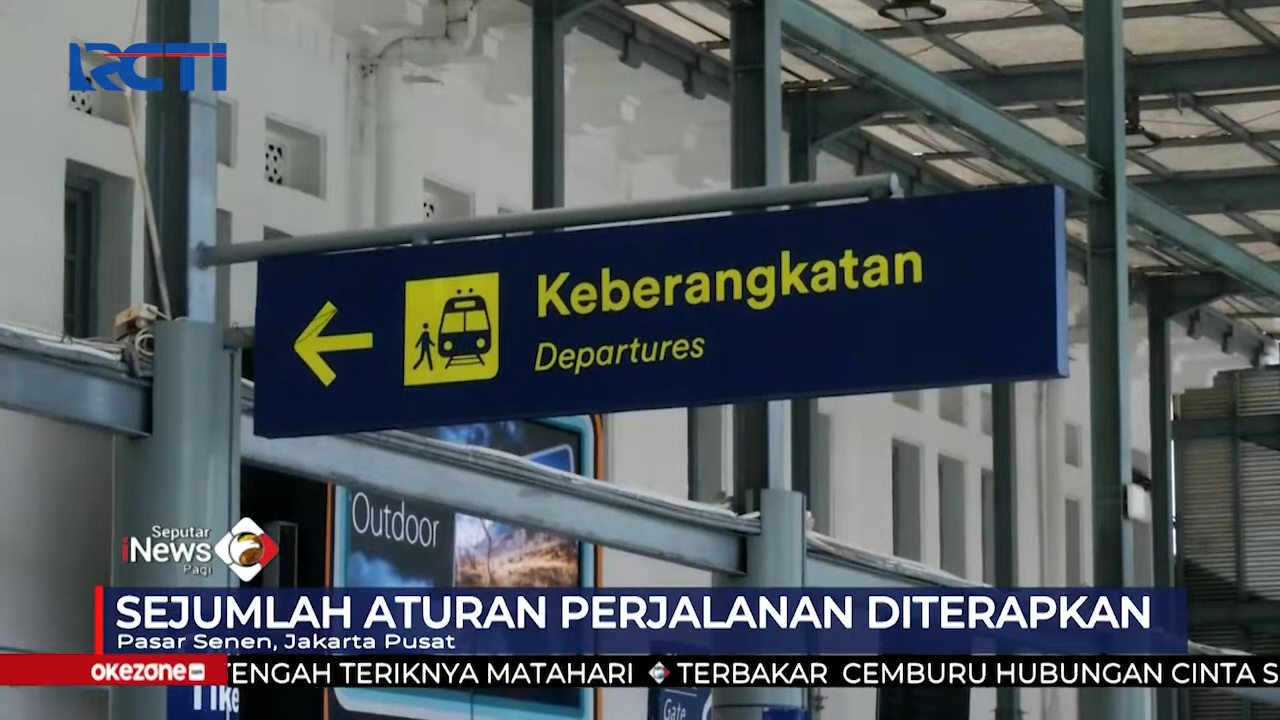 RCTI
Keberangkatan
Departures
Outdoor
Seputar
iNews
Pagi
SEJUMLAH ATURAN PERJALANAN DITERAPKAN
Pasar Senen, Jakarta Pusat
okezone TENGAH TERIKNYA MATAHARI TERBAKAR CEMBURU HUBUNGAN CINTA S
Gate